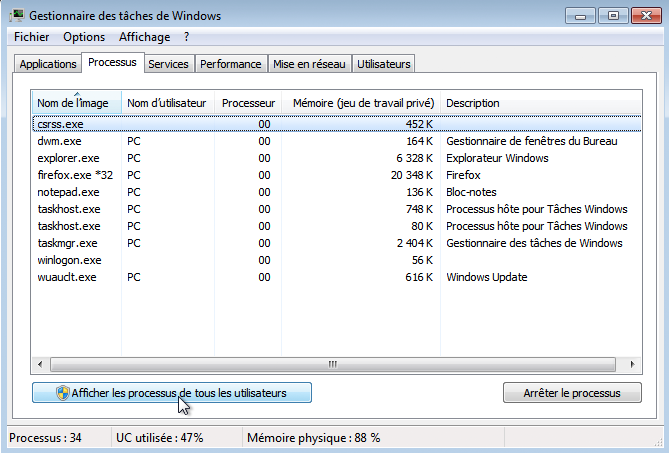 Gestionnaire des tâches de Windows
Fichier Options Affichage ?
Applications Processus Services Performance Mise en réseau Utilisateurs
Nom de l'image Nom d'utilisateur Processeur Mémoire (jeu de travail privé) Description
csrss.exe 00 452 K
dwm.exe PC 00 164 K Gestionnaire de fenêtres du Bureau
explorer.exe PC 00 6 328 K Explorateur Windows
firefox.exe *32 PC 00 20 348 K Firefox
notepad.exe PC 00 136 K Bloc-notes
taskhost.exe PC 00 748 K Processus hôte pour Tâches Windows
taskhost.exe PC 00 80 K Processus hôte pour Tâches Windows
taskmgr.exe PC 00 2 404 K Gestionnaire des tâches de Windows
winlogon.exe 00 56 K
wuauclt.exe PC 00 616 K Windows Update
Afficher les processus de tous les utilisateurs Arrêter le processus
Processus : 34 UC utilisée : 47% Mémoire physique : 88 %